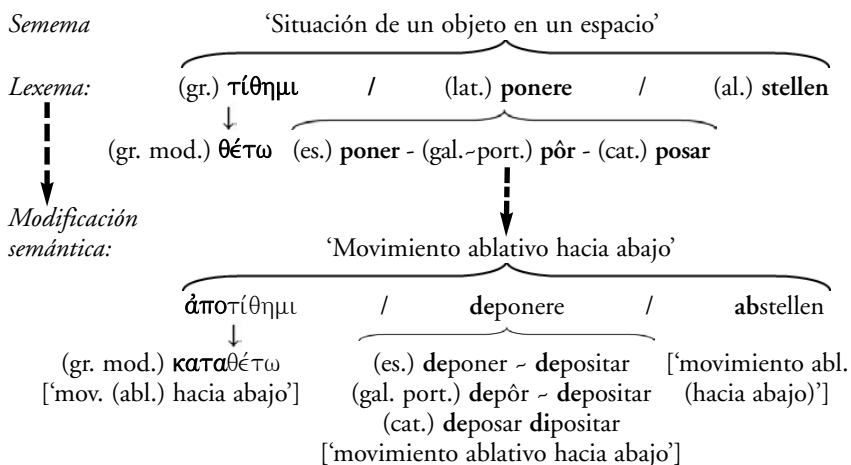 Semema ‘Situación de un objeto en un espacio’
Lexema: (gr.) τίθημι / (lat.) ponere / (al.) stellen
↓
(gr. mod.) θέτω (es.) poner - (gal.~port.) pôr - (cat.) posar
Modificación
semántica: ‘Movimiento ablativo hacia abajo’
ἀποτίθημι / deponere / abstellen
↓
(gr. mod.) καταθέτω (es.) deponer ~ depositar [‘movimiento abl.
[‘mov. (abl.) hacia abajo’] (gal. port.) depôr ~ depositar (hacia abajo)’]
(cat.) deposar dipositar
[‘movimiento ablativo hacia abajo’]